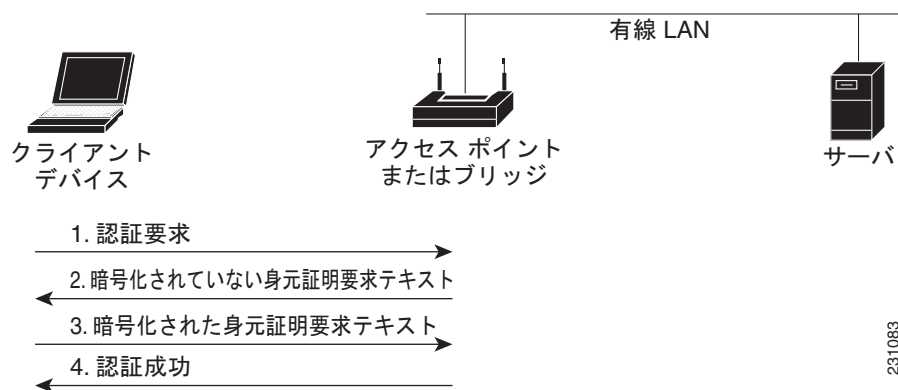 有線 LAN
クライアント
デバイス
アクセス ポイント
またはブリッジ
サーバ
1. 認証要求
2. 暗号化されていない身元証明要求テキスト
3. 暗号化された身元証明要求テキスト
4. 認証成功
231083